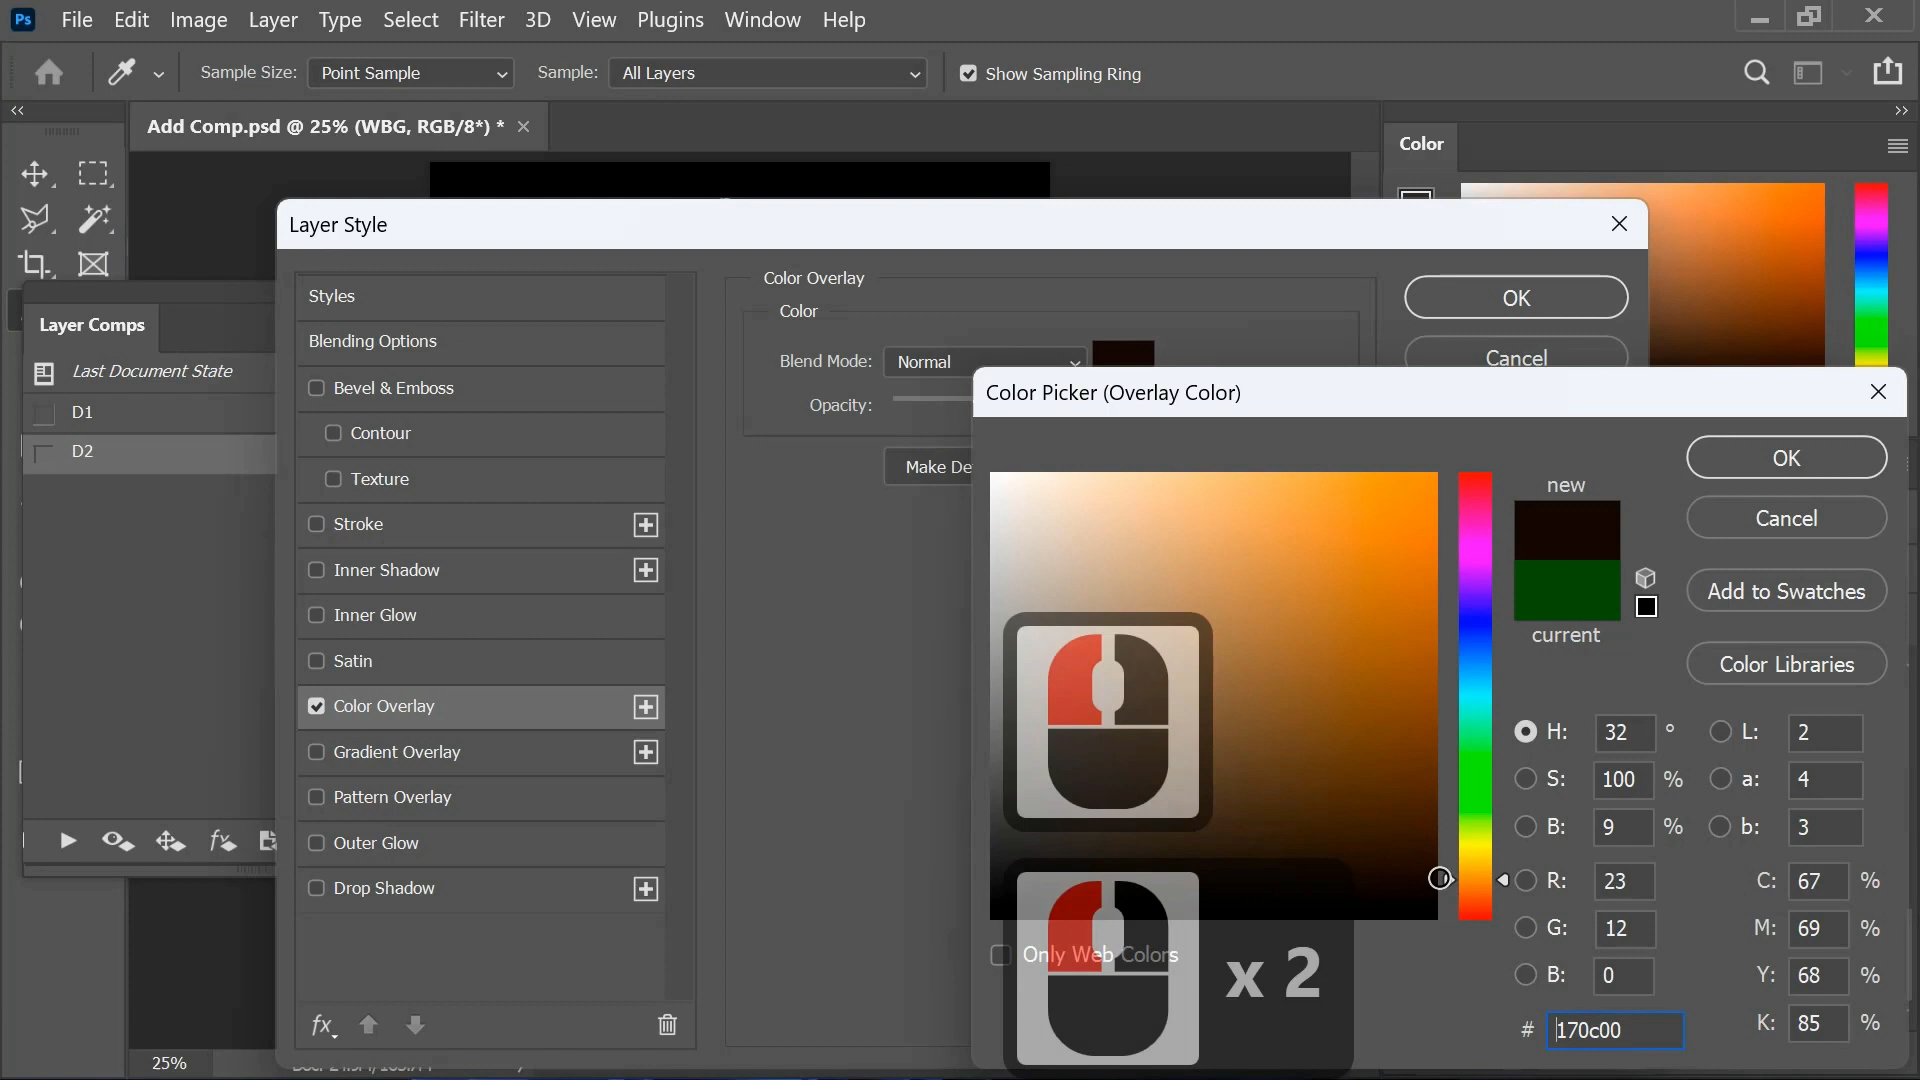 Ps File Edit Image Layer Type Select Filter 3D View Plugins Window Help
Sample Size: Point Sample Sample: All Layers Show Sampling Ring
Add Comp.psd @ 25% (WBG, RGB/8*) *
Color
Layer Style
Styles
Blending Options
Bevel & Emboss
Contour
Texture
Stroke
Inner Shadow
Inner Glow
Satin
Color Overlay
Gradient Overlay
Pattern Overlay
Outer Glow
Drop Shadow
fx
Color Overlay
Color
Blend Mode: Normal
Opacity:
Make De
OK
Cancel
Layer Comps
Last Document State
D1
D2
fx
25%
Color Picker (Overlay Color)
new
current
OK
Cancel
Add to Swatches
Color Libraries
H: 32 ° L: 2
S: 100 % a: 4
B: 9 % b: 3
R: 23 C: 67 %
G: 12 M: 69 %
B: 0 Y: 68 %
# 170c00 K: 85 %
Only Web Colors
x 2